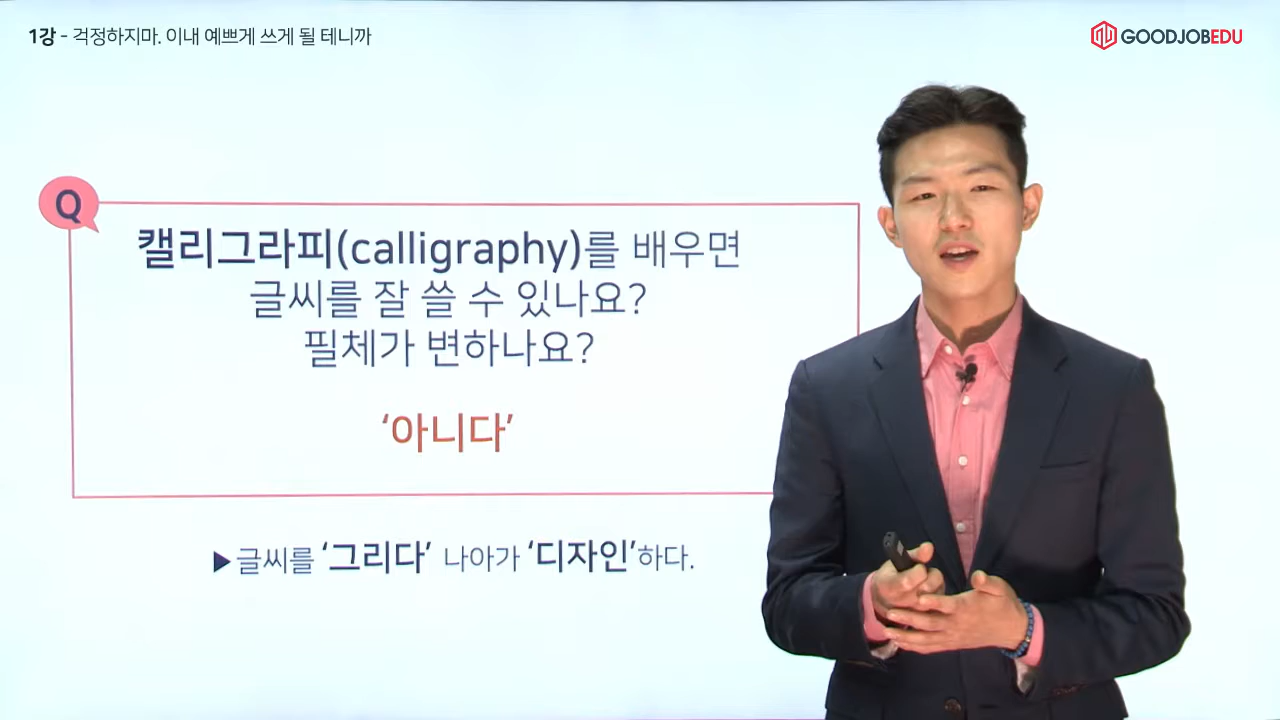 1강 - 걱정하지마. 이내 예쁘게 쓰게 될 테니까
GOODJOBEDU
Q
캘리그라피(calligraphy)를 배우면
글씨를 잘 쓸 수 있나요?
필체가 변하나요?
‘아니다’
▶글씨를 ‘그리다’ 나아가 ‘디자인’하다.